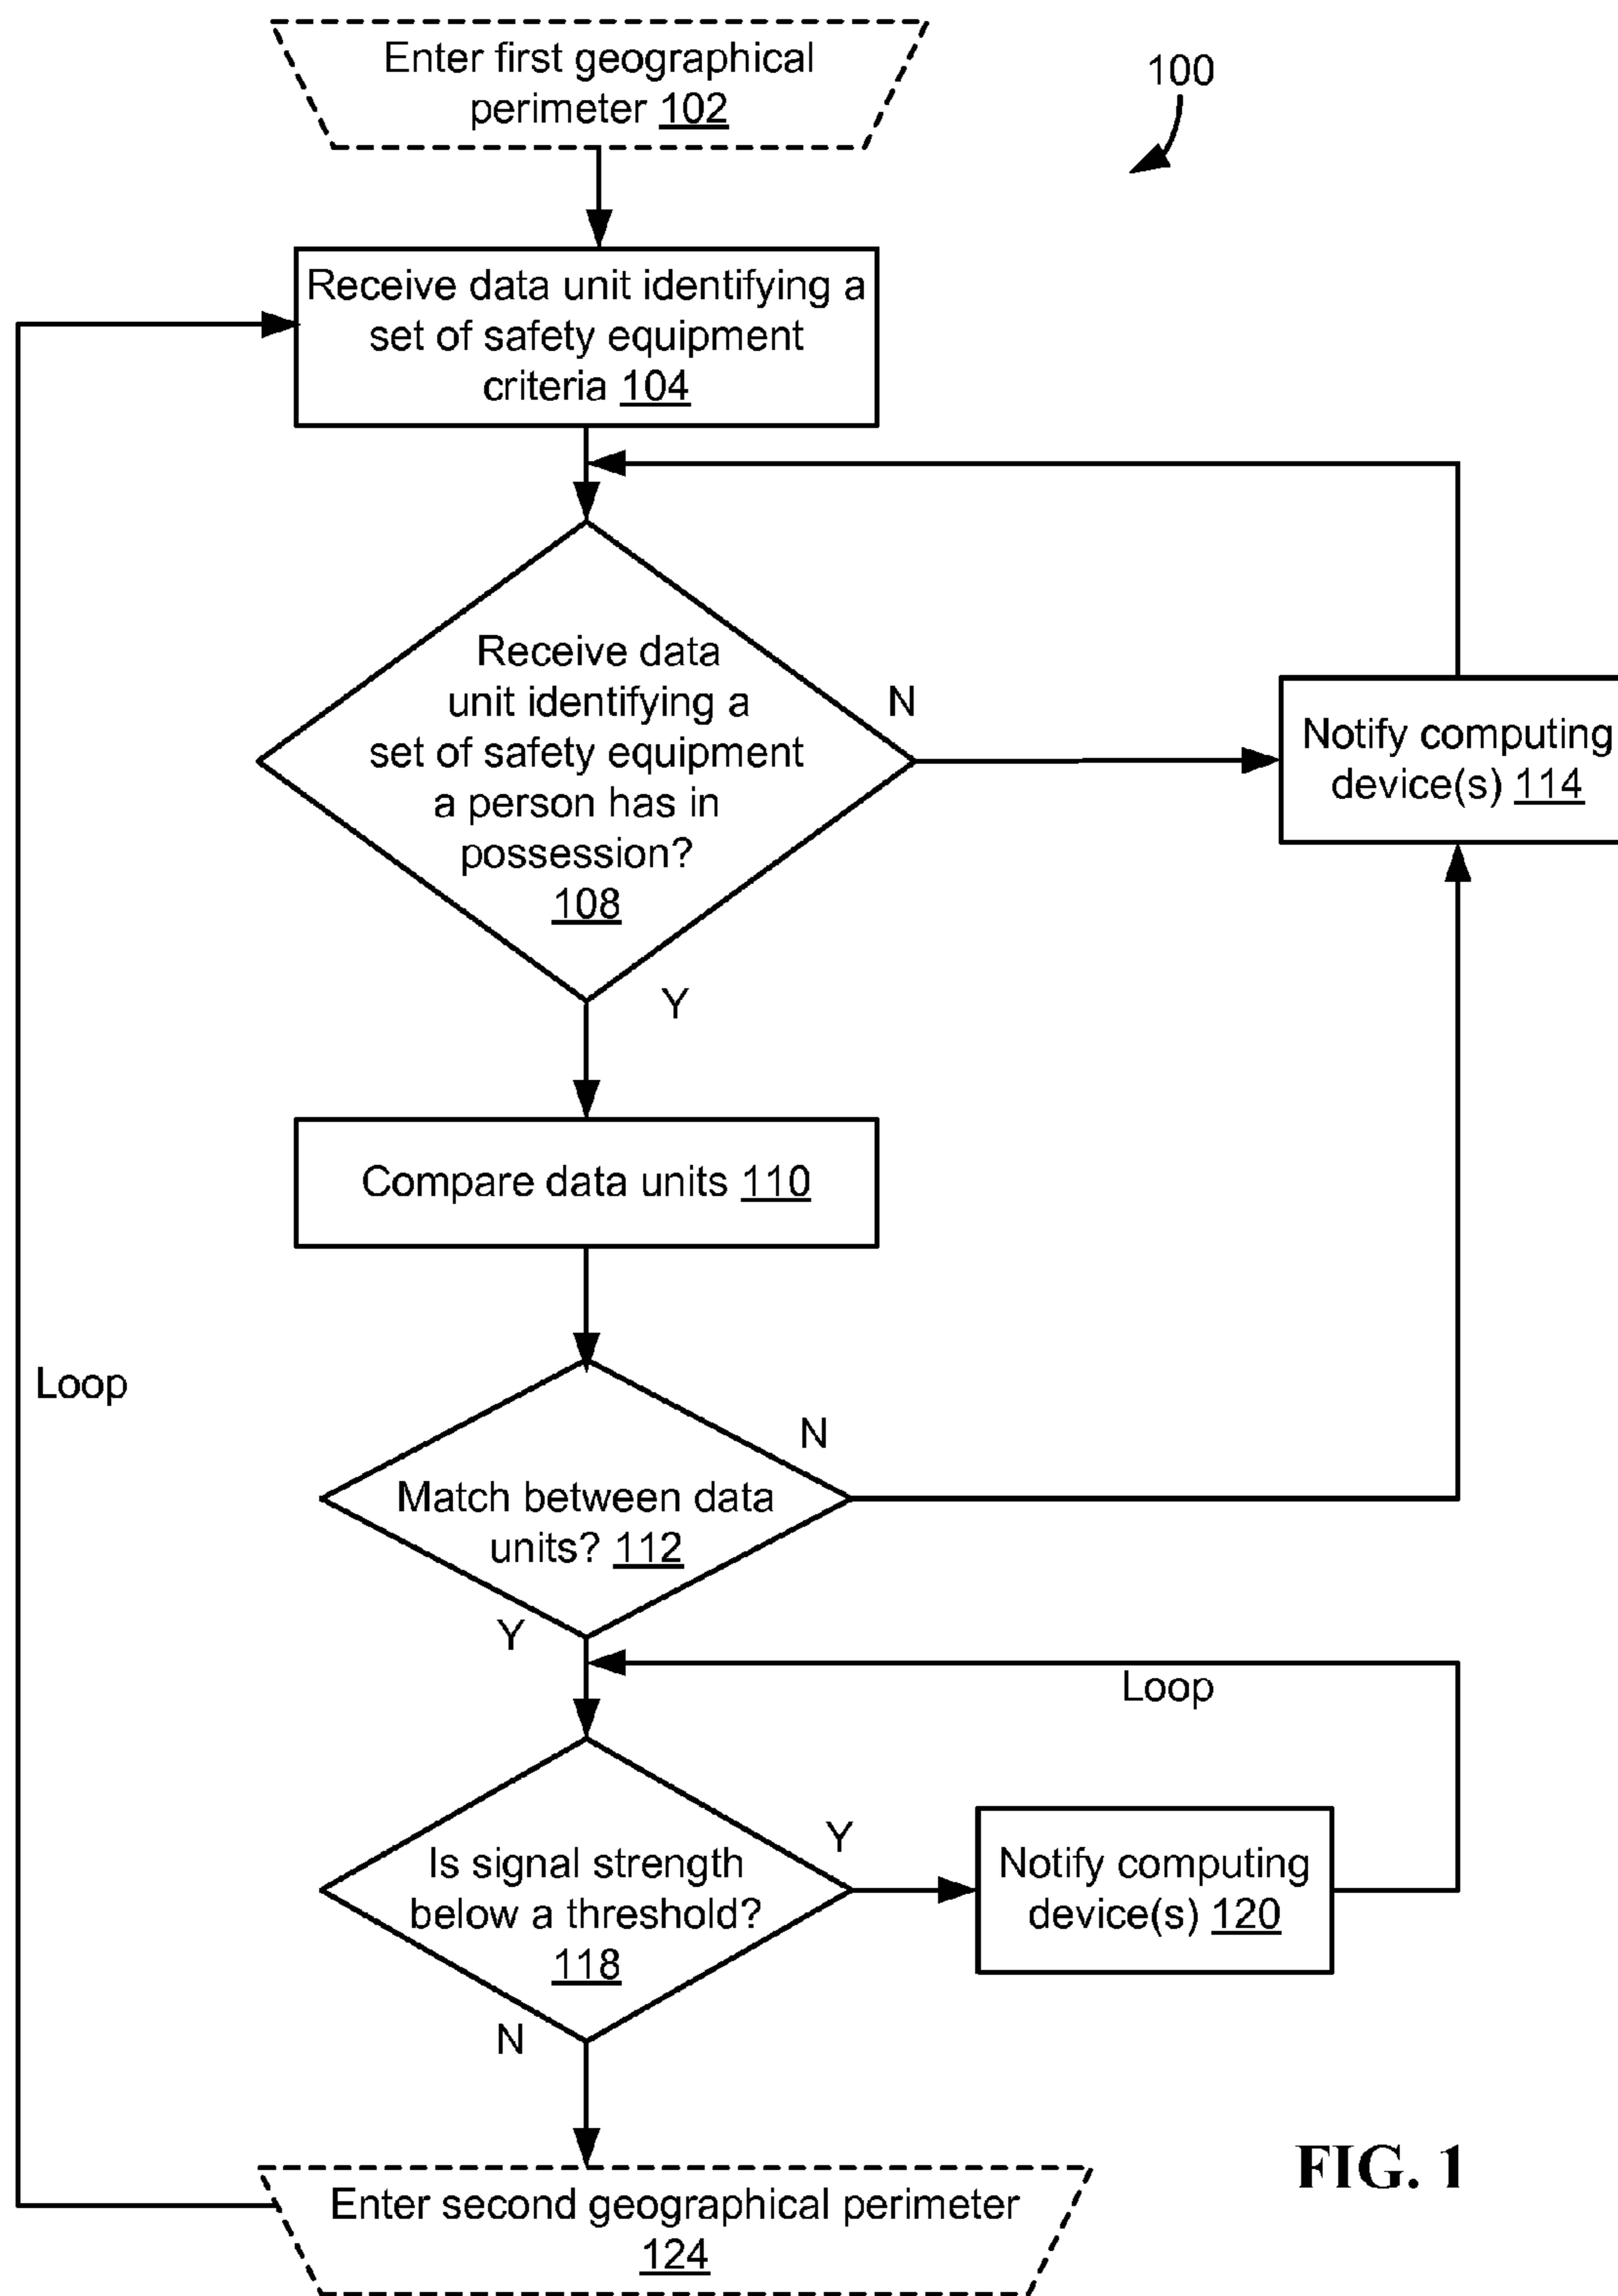 Enter first geographical
perimeter 102
100
Receive data unit identifying a
set of safety equipment
criteria 104
Receive data
unit identifying a
set of safety equipment
a person has in
possession?
108
N
Notify computing
device(s) 114
Y
Compare data units 110
Loop
N
Match between data
units? 112
Y
Loop
Y
Is signal strength
below a threshold?
118
Notify computing
device(s) 120
N
FIG. 1
Enter second geographical perimeter
124